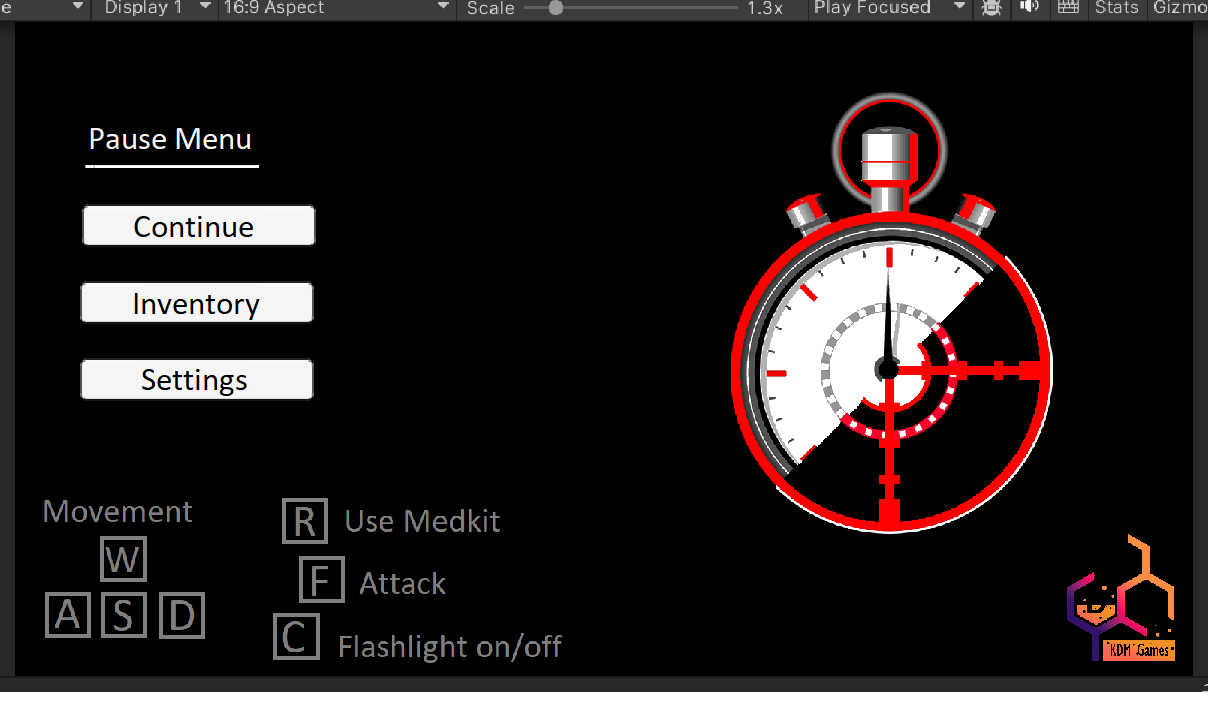 e Display 1 16:9 Aspect Scale 1.3x Play Focused Stats Gizmo
Pause Menu
Continue
Inventory
Settings
Movement
W
A S D
R Use Medkit
F Attack
C Flashlight on/off
KDM Games